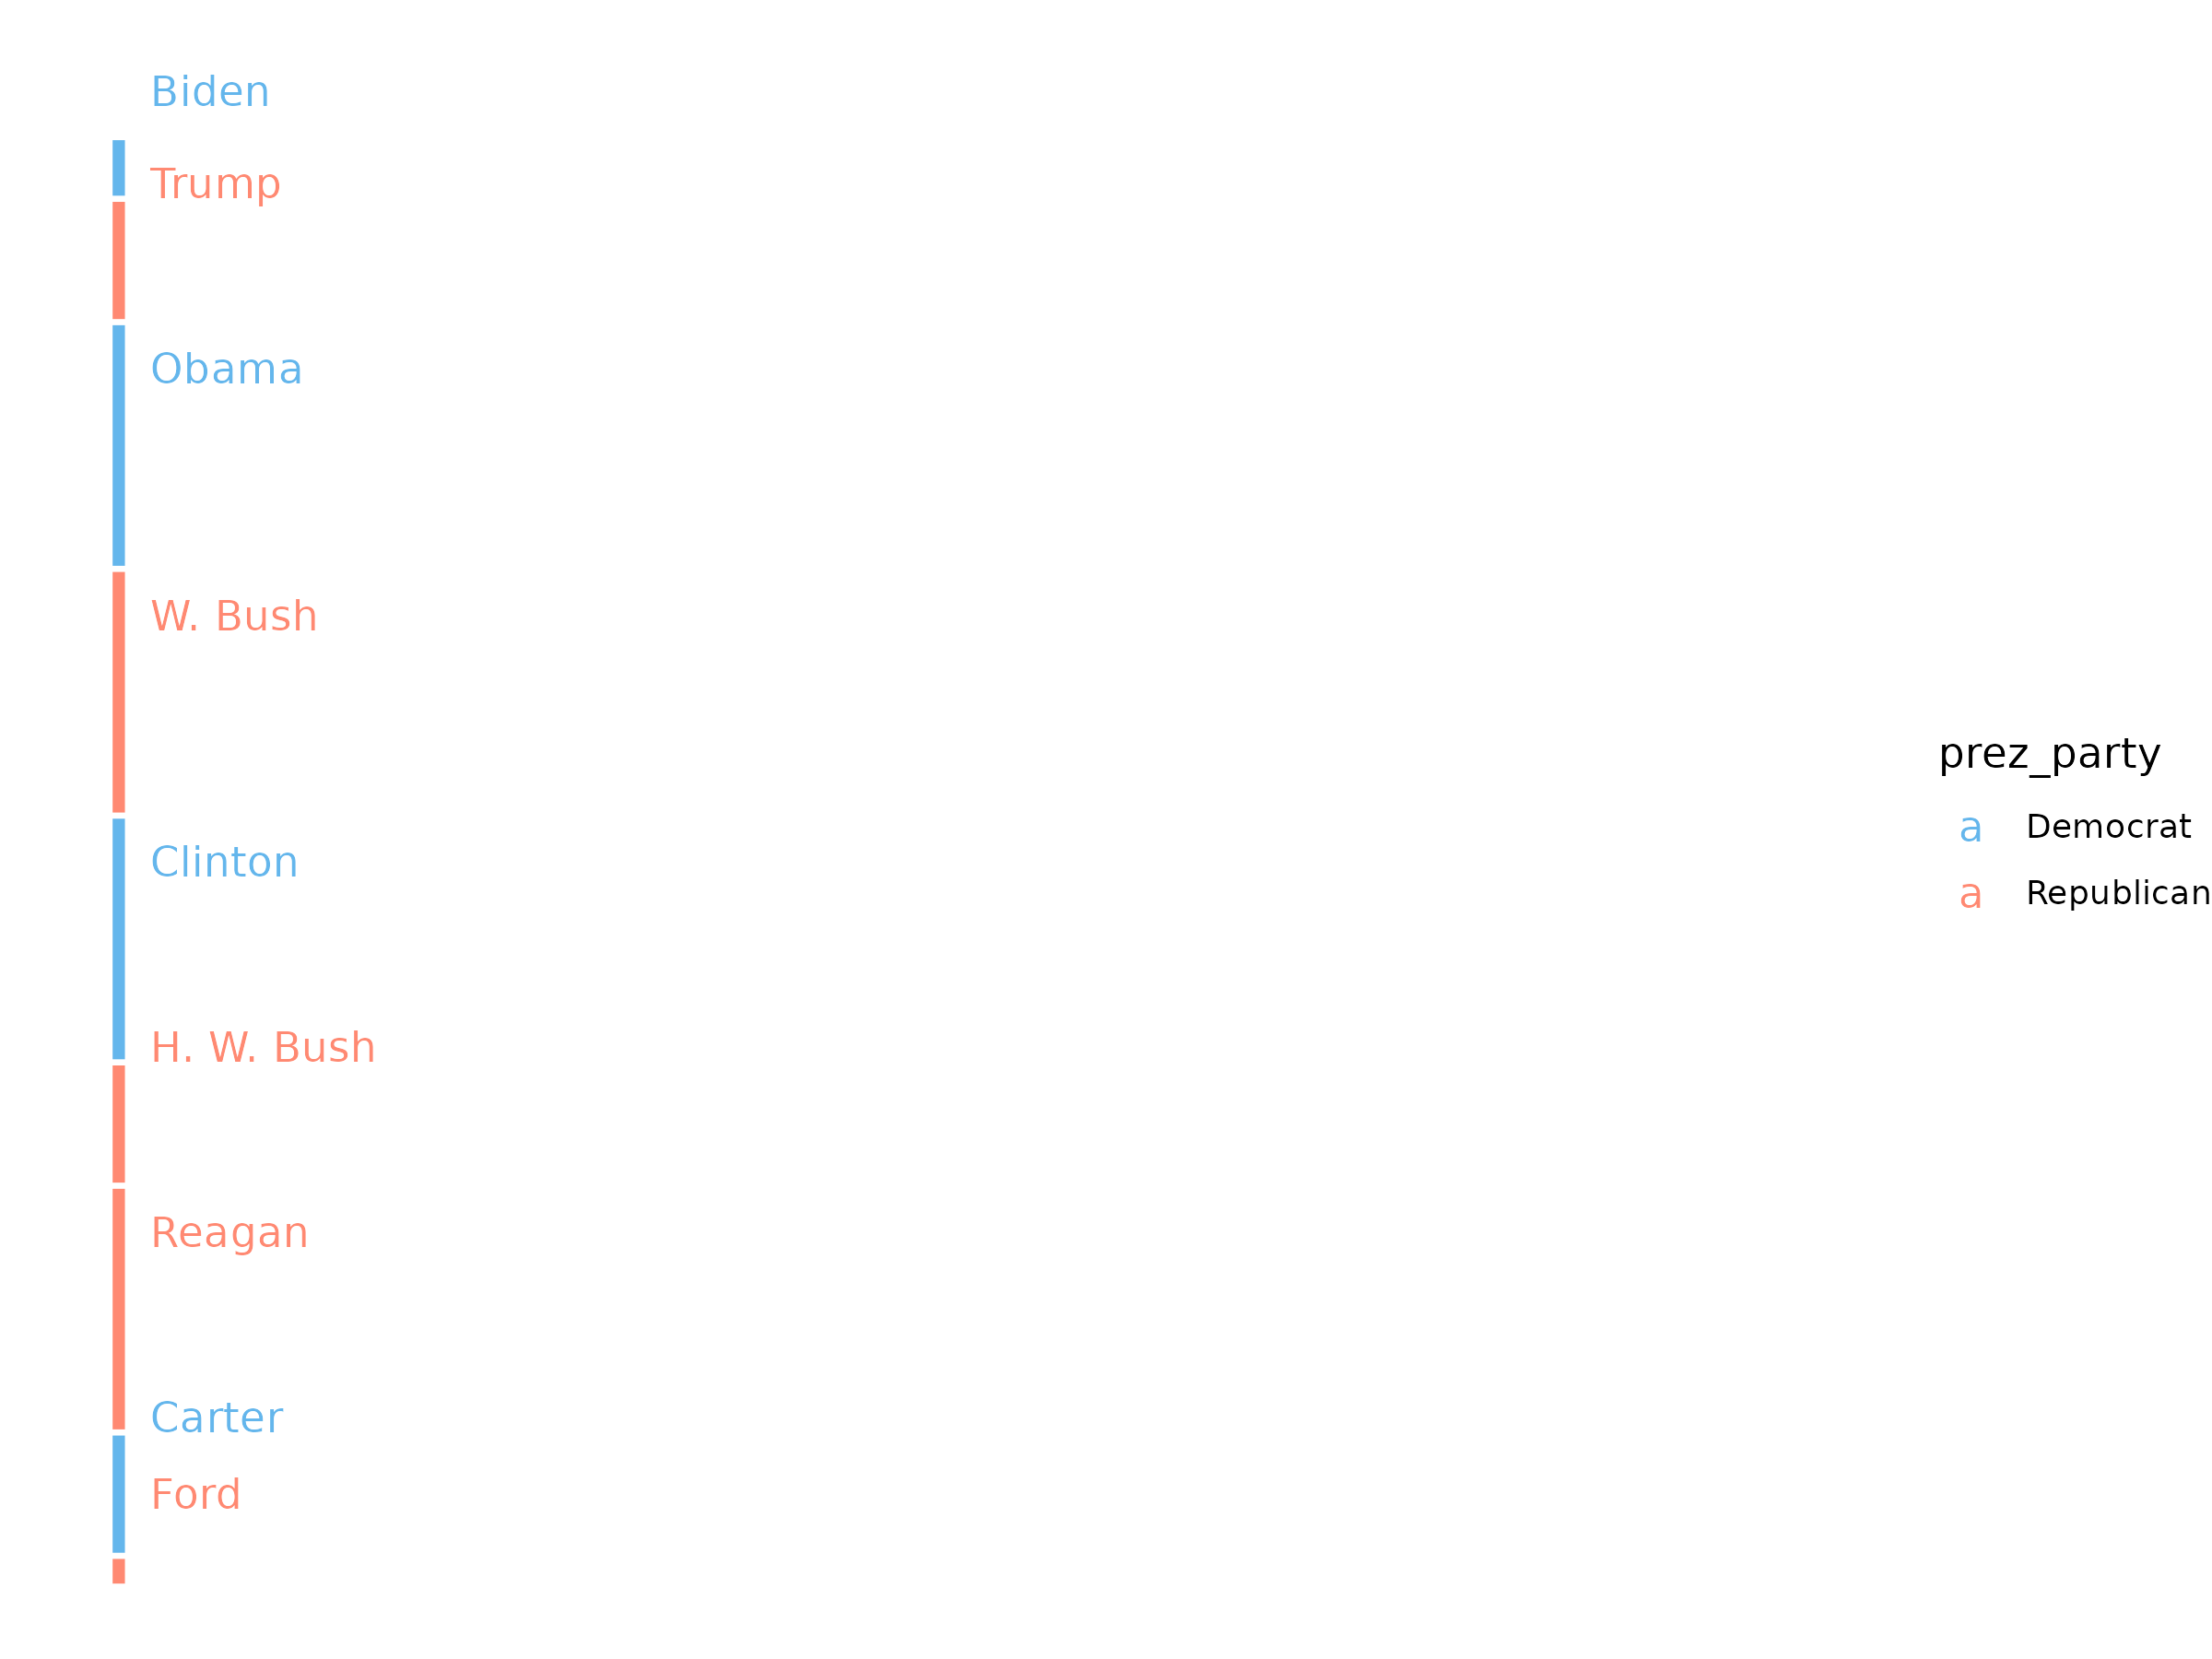 Biden
Trump
Obama
W. Bush
Clinton
H. W. Bush
Reagan
Carter
Ford
prez_party
a Democrat
a Republican